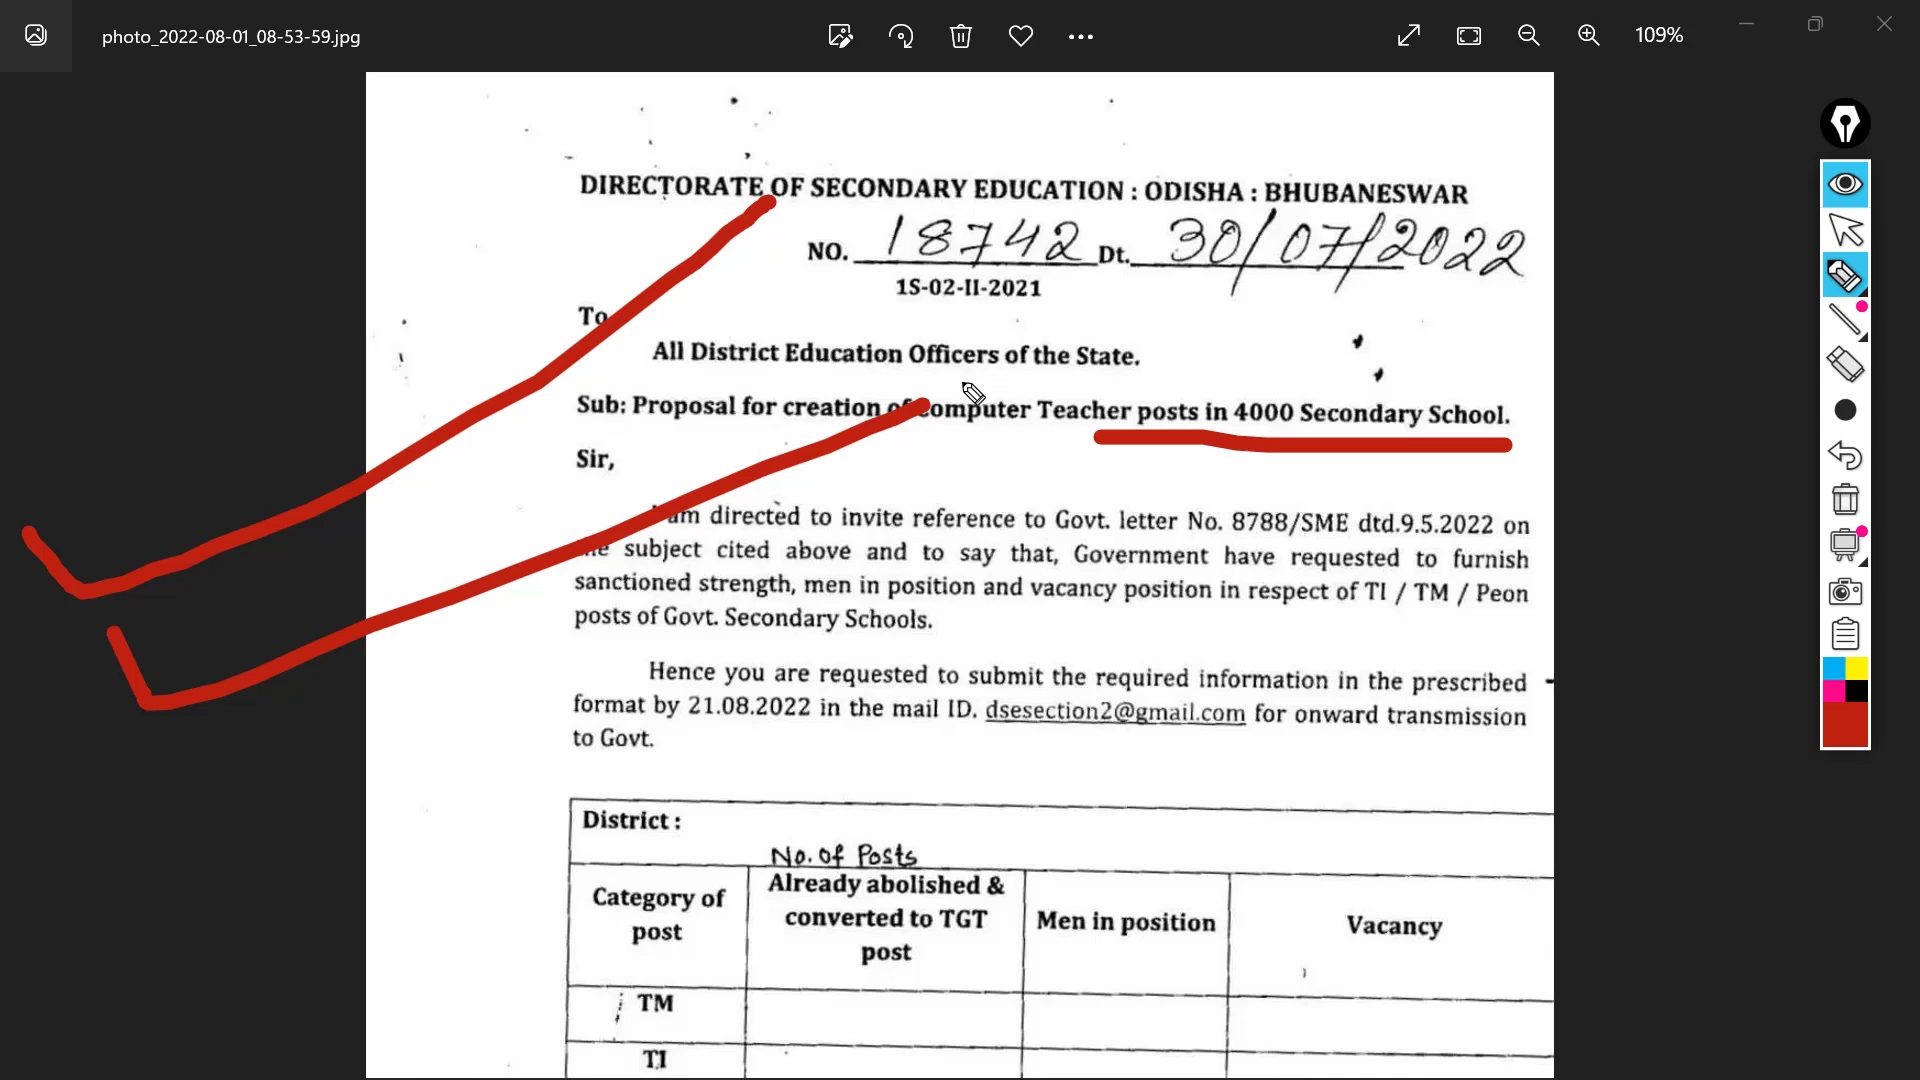 photo_2022-08-01_08-53-59.jpg
109%
DIRECTORATE OF SECONDARY EDUCATION : ODISHA : BHUBANESWAR
NO. 18742 Dt. 30/07/2022
1S-02-II-2021
To
All District Education Officers of the State.
Sub: Proposal for creation of computer Teacher posts in 4000 Secondary School.
Sir,
I am directed to invite reference to Govt. letter No. 8788/SME dtd.9.5.2022 on
the subject cited above and to say that, Government have requested to furnish
sanctioned strength, men in position and vacancy position in respect of TI / TM / Peon
posts of Govt. Secondary Schools.
Hence you are requested to submit the required information in the prescribed
format by 21.08.2022 in the mail ID. dsesection2@gmail.com for onward transmission
to Govt.
District :
No. of Posts
Category of post
Already abolished & converted to TGT post
Men in position
Vacancy
TM
TI